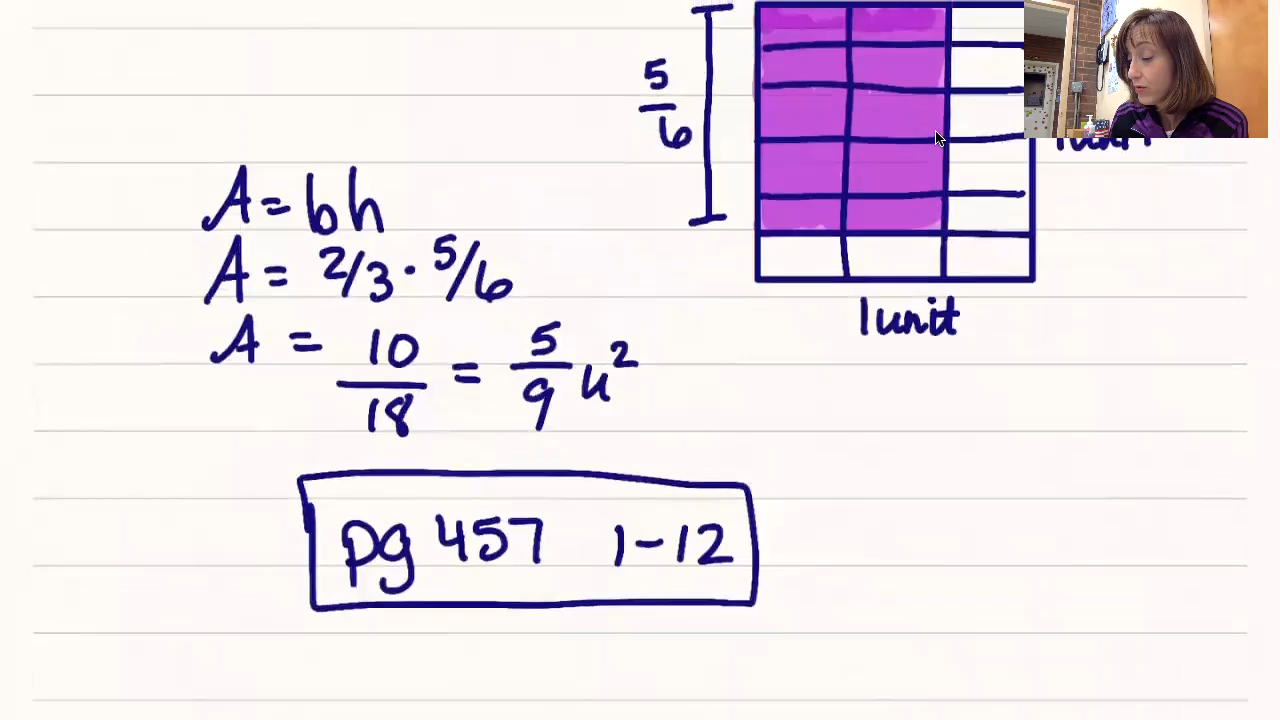 5/6
A = bh
A = 2/3 · 5/6
A = 10/18 = 5/9 u²
1 unit
pg 457 1-12